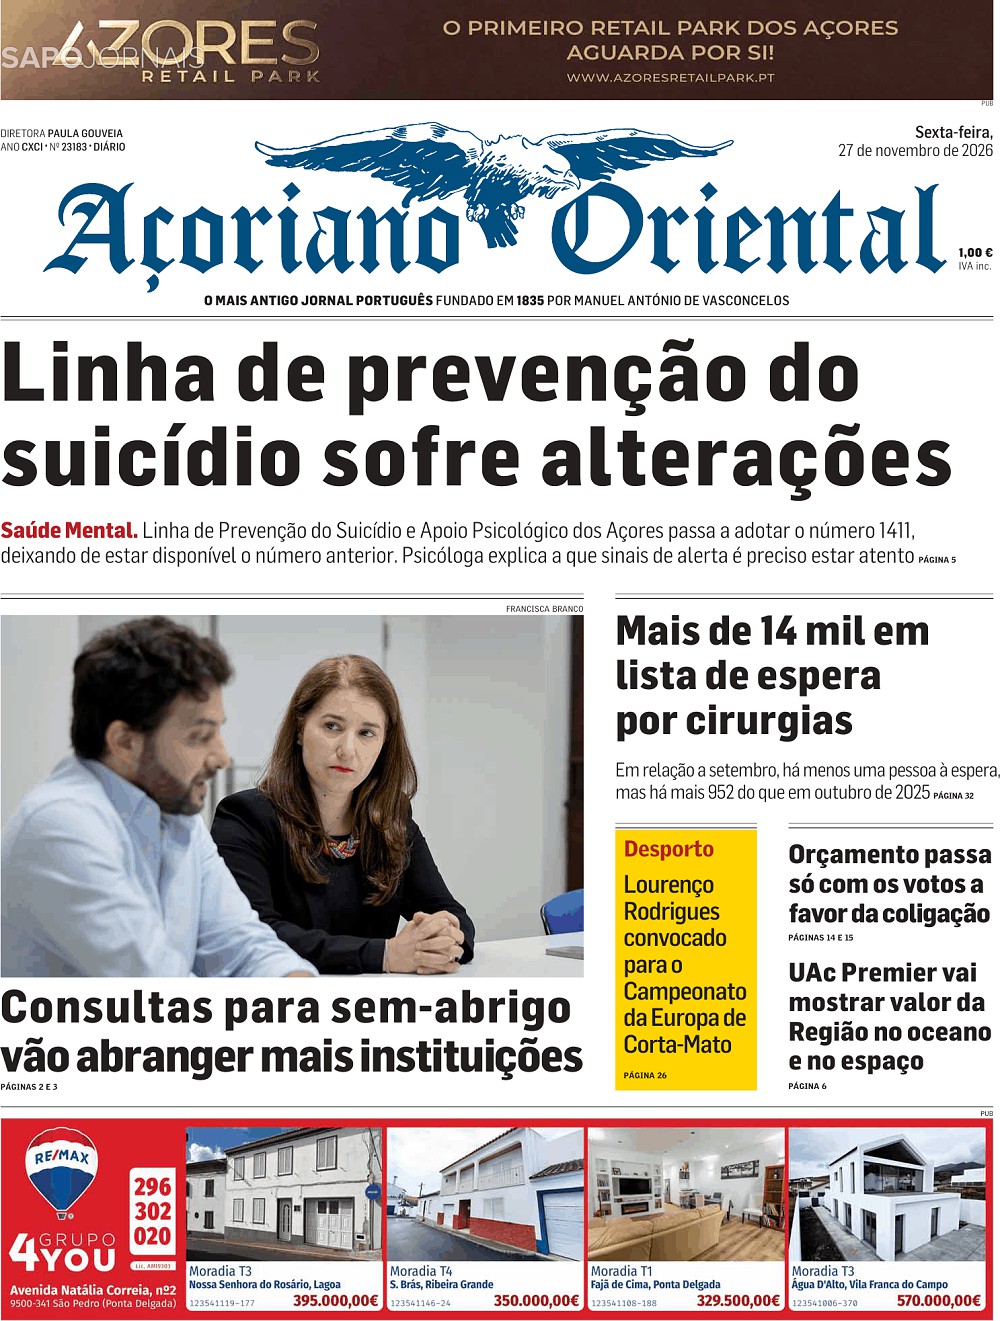 AZORES
RETAIL PARK
SAPO JORNAIS
O PRIMEIRO RETAIL PARK DOS AÇORES
AGUARDA POR SI!
WWW.AZORESRETAILPARK.PT
PUB
DIRETORA PAULA GOUVEIA
ANO CXCI • Nº 23183 • DIÁRIO
Sexta-feira,
27 de novembro de 2026
Açoriano Oriental
1,00 €
IVA inc.
O MAIS ANTIGO JORNAL PORTUGUÊS FUNDADO EM 1835 POR MANUEL ANTÓNIO DE VASCONCELOS
Linha de prevenção do
suicídio sofre alterações
Saúde Mental. Linha de Prevenção do Suicídio e Apoio Psicológico dos Açores passa a adotar o número 1411,
deixando de estar disponível o número anterior. Psicóloga explica a que sinais de alerta é preciso estar atento PÁGINA 5
FRANCISCA BRANCO
Consultas para sem-abrigo
vão abranger mais instituições
PÁGINAS 2 E 3
Mais de 14 mil em
lista de espera
por cirurgias
Em relação a setembro, há menos uma pessoa à espera,
mas há mais 952 do que em outubro de 2025 PÁGINA 32
Desporto
Lourenço
Rodrigues
convocado
para o
Campeonato
da Europa de
Corta-Mato
PÁGINA 26
Orçamento passa
só com os votos a
favor da coligação
PÁGINAS 14 E 15
UAc Premier vai
mostrar valor da
Região no oceano
e no espaço
PÁGINA 6
PUB
RE/MAX
4 GRUPO
YOU
296
302
020
Lic. AMI9303
Avenida Natália Correia, nº2
9500-341 São Pedro (Ponta Delgada)
Moradia T3
Nossa Senhora do Rosário, Lagoa
123541119-177 395.000,00€
Moradia T4
S. Brás, Ribeira Grande
123541146-24 350.000,00€
Moradia T1
Fajã de Cima, Ponta Delgada
123541108-188 329.500,00€
Moradia T3
Água D'Alto, Vila Franca do Campo
123541006-370 570.000,00€